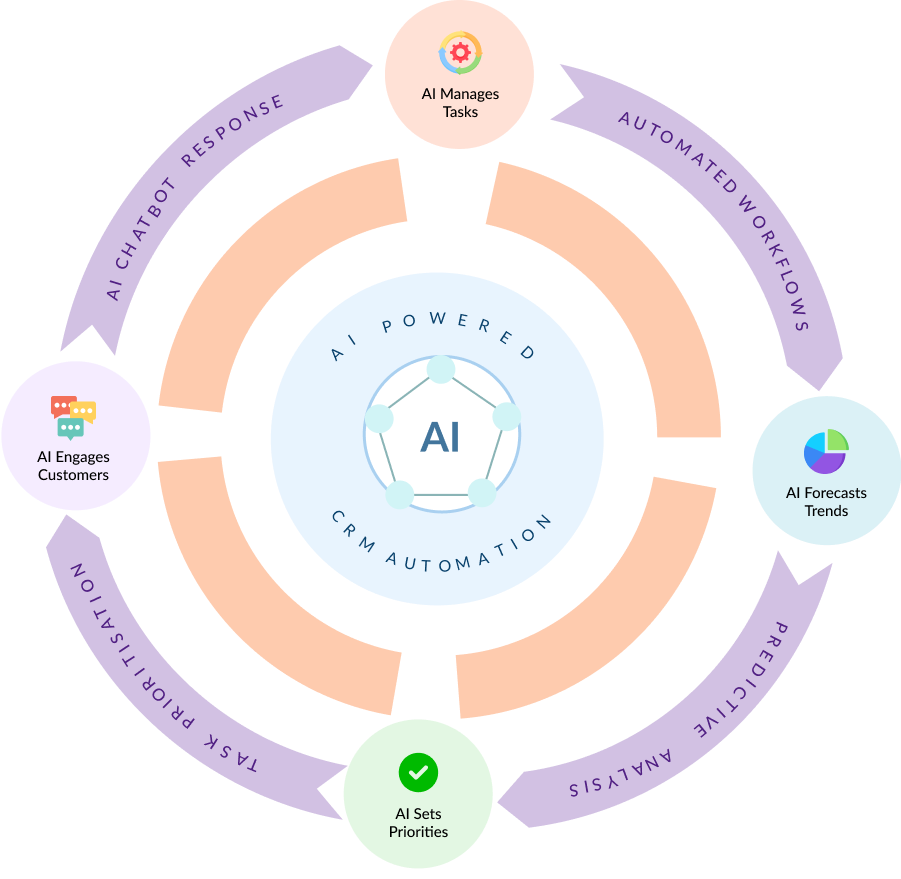 AI Manages
Tasks
AUTOMATED WORKFLOWS
AI Forecasts
Trends
PREDICTIVE ANALYSIS
AI Sets
Priorities
TASK PRIORITISATION
AI Engages
Customers
AI CHATBOT RESPONSE
AI POWERED
AI
CRM AUTOMATION